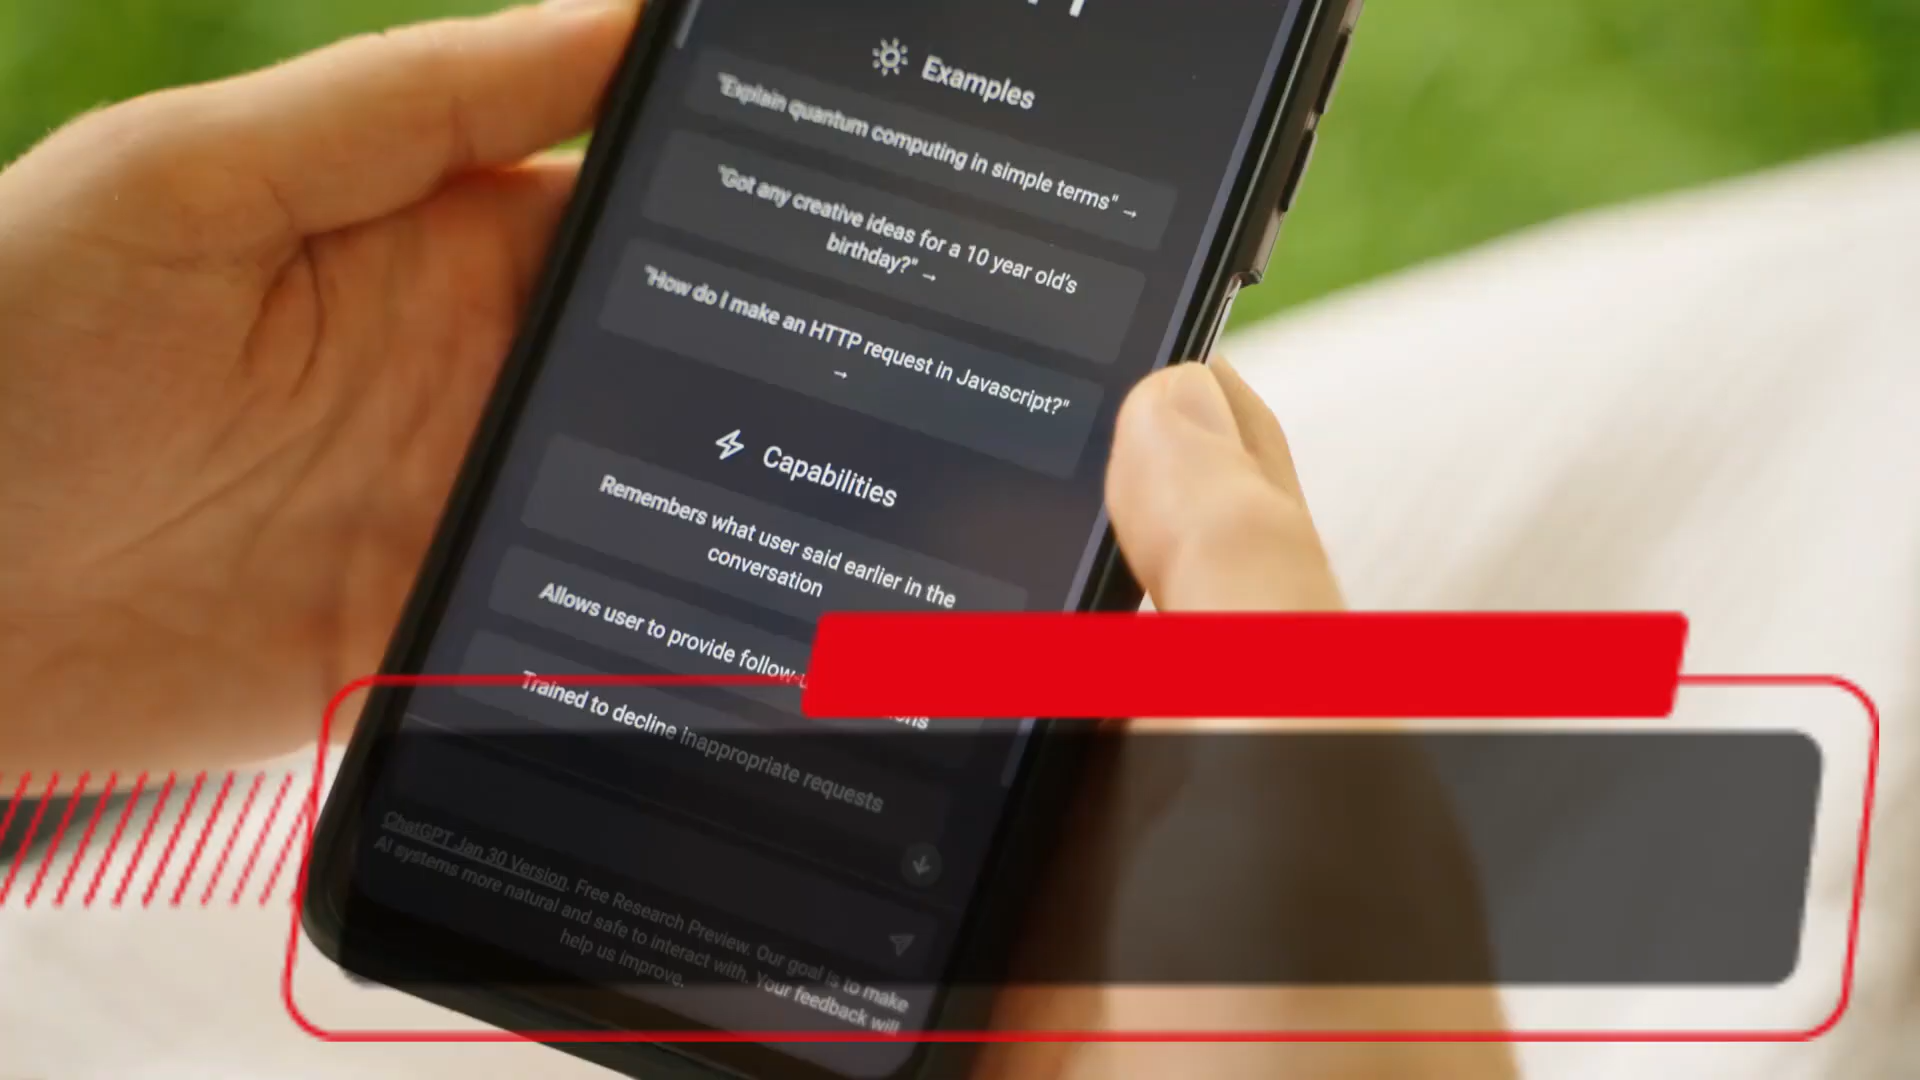 Examples
"Explain quantum computing in simple terms" →
"Got any creative ideas for a 10 year old's
birthday?" →
"How do I make an HTTP request in Javascript?"
→
Capabilities
Remembers what user said earlier in the
conversation
Allows user to provide
Trained to decline inappropriate requests
ChatGPT Jan 30 Version. Free Research Preview. Our goal is to make
AI systems more natural and safe to interact with. Your feedback will
help us improve.